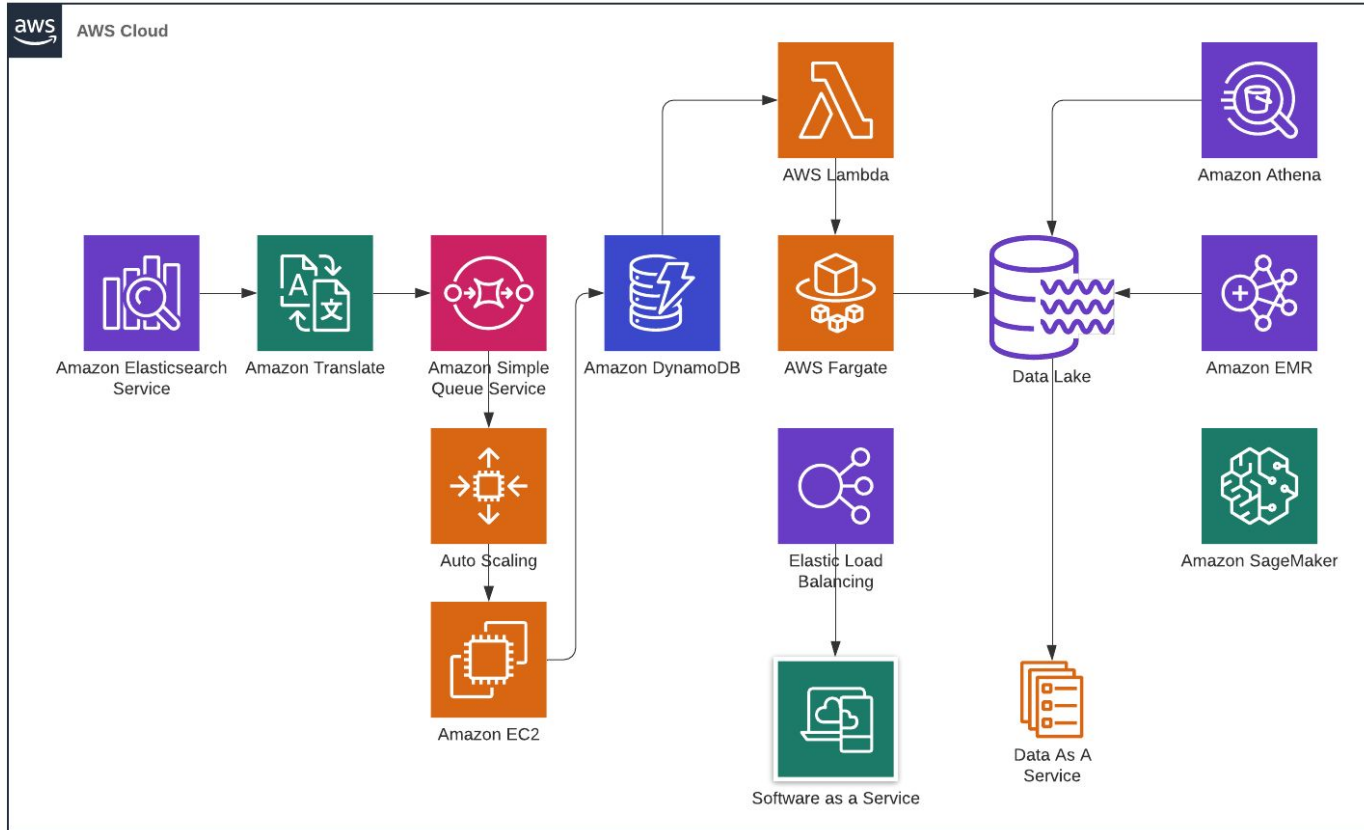 aws
AWS Cloud
AWS Lambda
Amazon Athena
A
文
Amazon Elasticsearch
Service
Amazon Translate
Amazon Simple
Queue Service
Amazon DynamoDB
AWS Fargate
Data Lake
Amazon EMR
Auto Scaling
Elastic Load
Balancing
Amazon SageMaker
Amazon EC2
Software as a Service
Data As A
Service